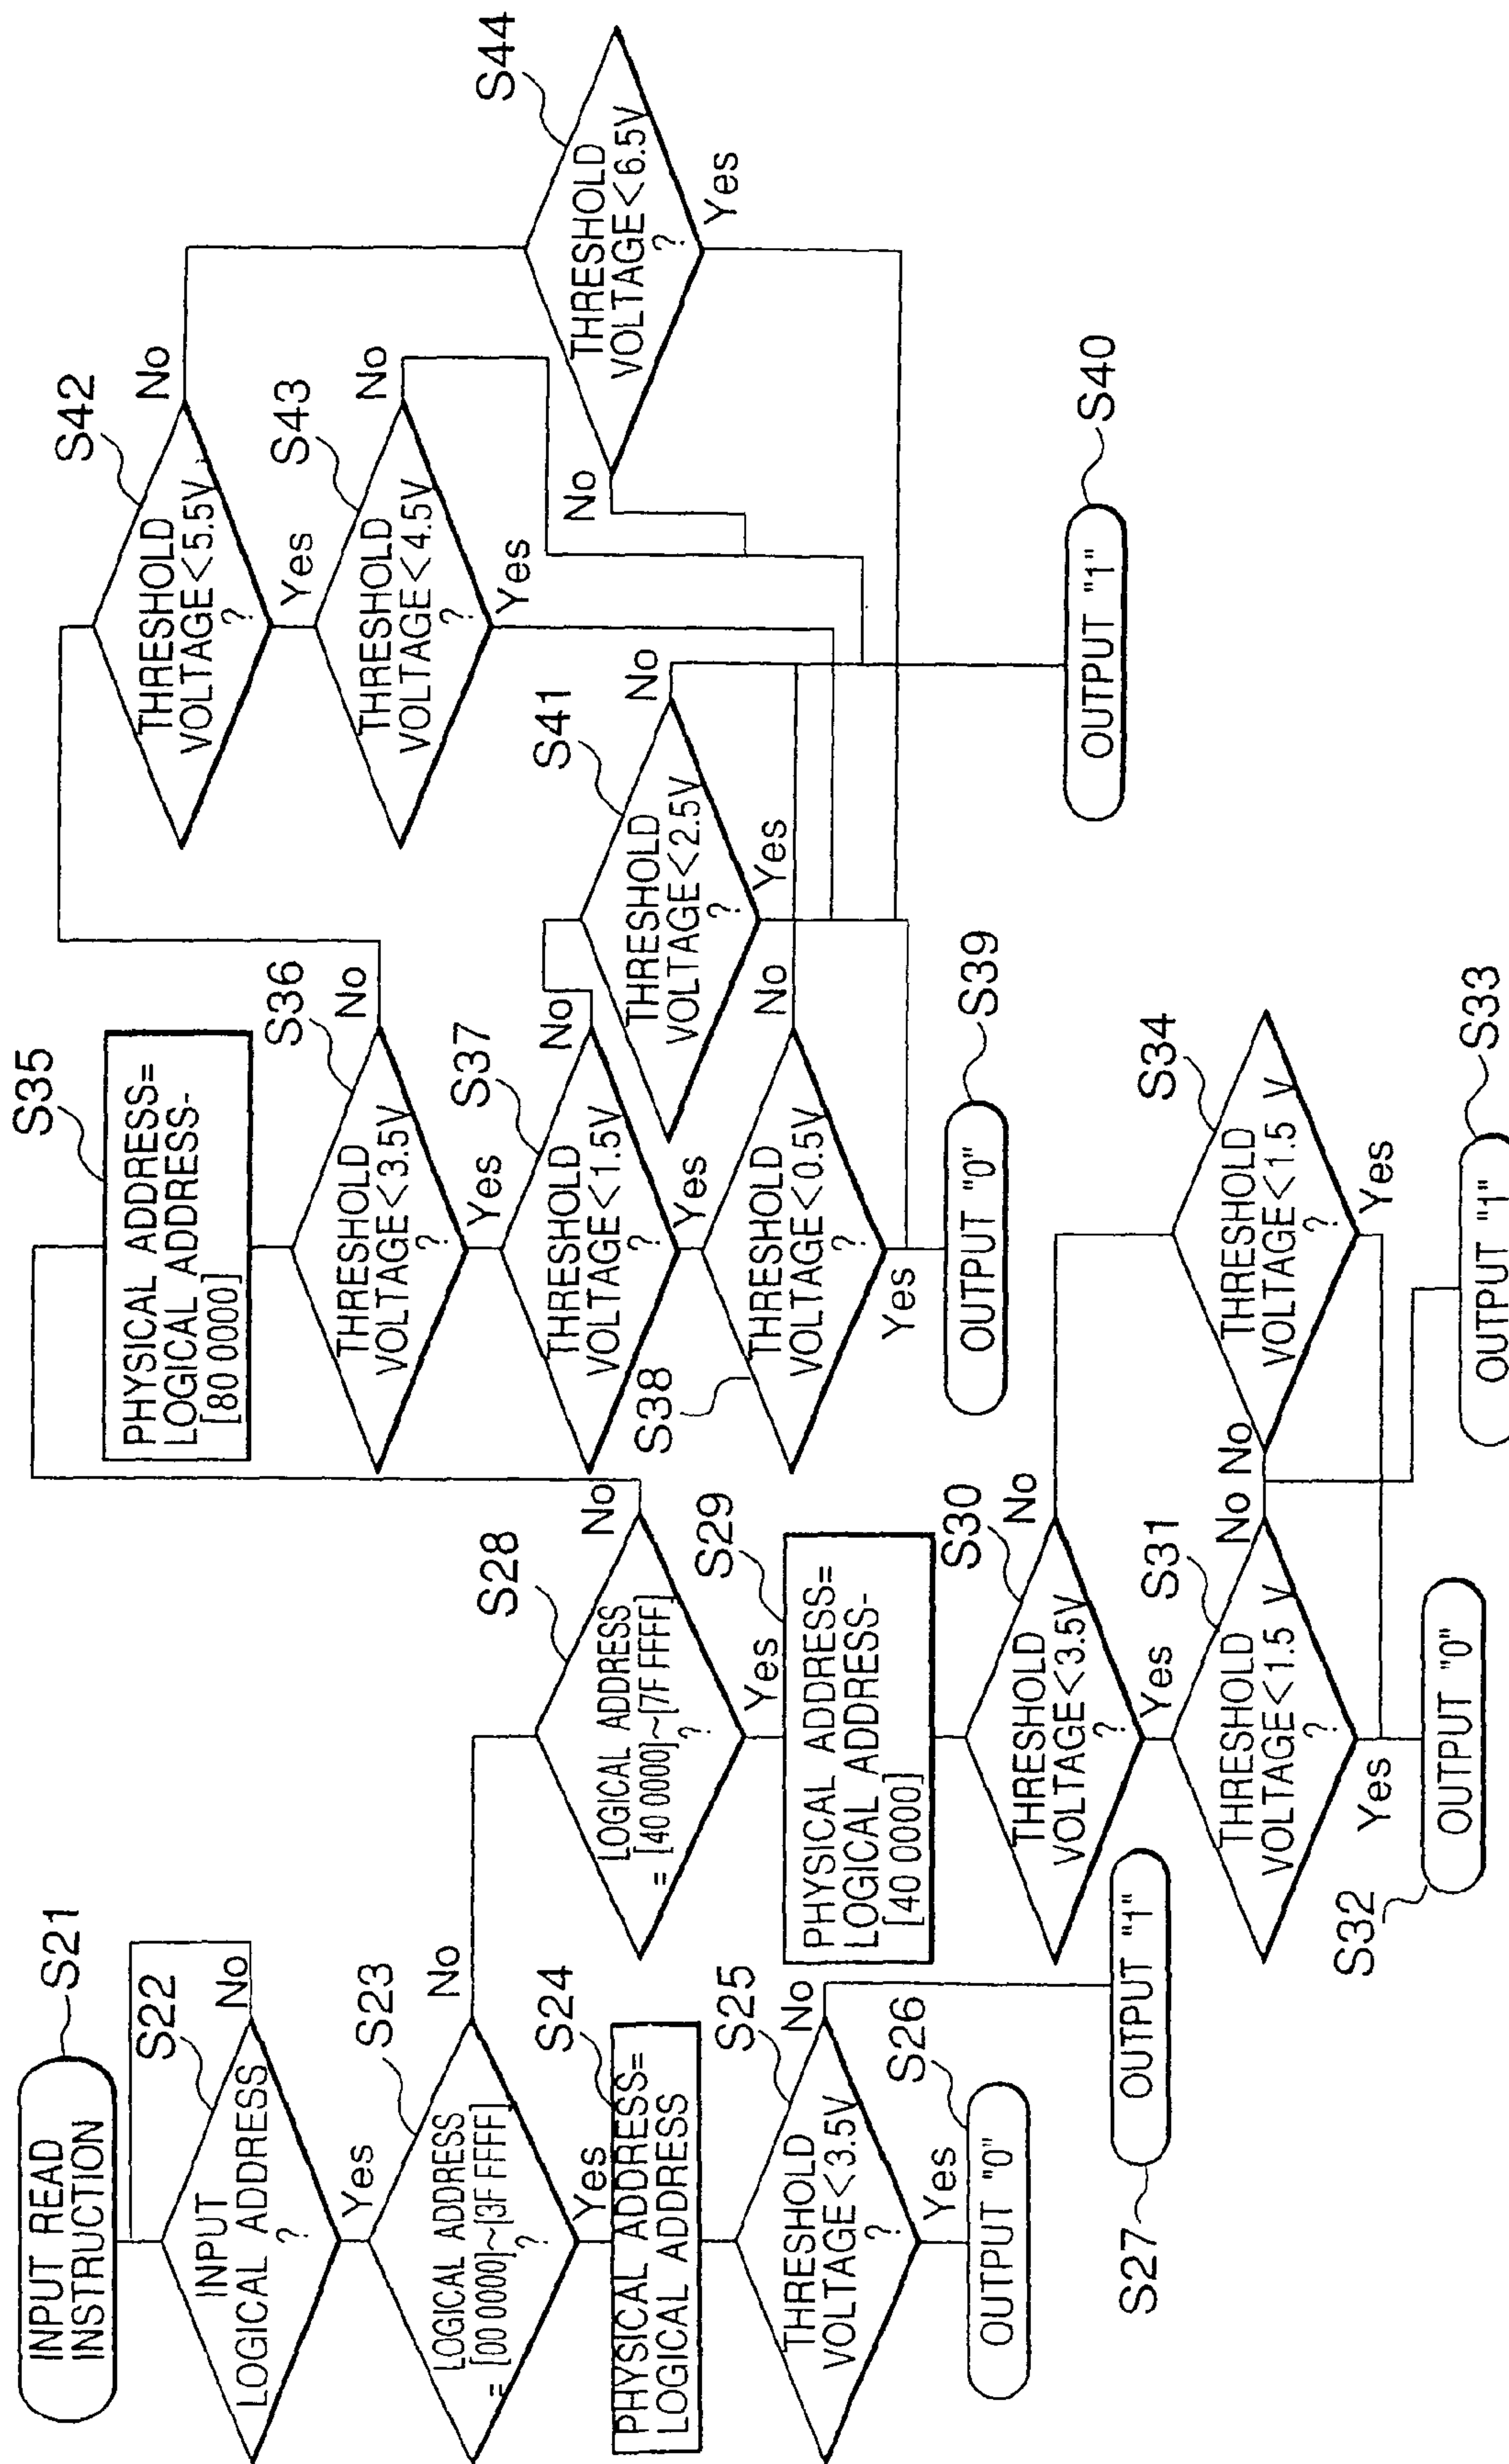 INPUT READ
INSTRUCTION
S21
INPUT
LOGICAL ADDRESS
?
S22
No
Yes
LOGICAL ADDRESS
= [00 0000]~[3F FFFF]
?
S23
No
Yes
PHYSICAL ADDRESS=
LOGICAL ADDRESS
S24
THRESHOLD
VOLTAGE<3.5V
?
S25
No
Yes
OUTPUT "0"
S26
OUTPUT "1"
S27
LOGICAL ADDRESS
= [40 0000]~[7F FFFF]
?
S28
No
Yes
PHYSICAL ADDRESS=
LOGICAL ADDRESS-
[40 0000]
S29
THRESHOLD
VOLTAGE<3.5V
?
S30
No
Yes
THRESHOLD
VOLTAGE<1.5 V
?
S31
No
Yes
OUTPUT "0"
S32
OUTPUT "1"
S33
THRESHOLD
VOLTAGE<1.5 V
?
S34
No
Yes
PHYSICAL ADDRESS=
LOGICAL ADDRESS-
[80 0000]
S35
THRESHOLD
VOLTAGE<3.5V
?
S36
No
Yes
THRESHOLD
VOLTAGE<1.5V
?
S37
No
Yes
THRESHOLD
VOLTAGE<0.5V
?
S38
No
Yes
OUTPUT "0"
S39
OUTPUT "1"
S40
THRESHOLD
VOLTAGE<2.5V
?
S41
No
Yes
THRESHOLD
VOLTAGE<5.5V
?
S42
No
Yes
THRESHOLD
VOLTAGE<4.5V
?
S43
No
Yes
THRESHOLD
VOLTAGE<6.5V
?
S44
No
Yes